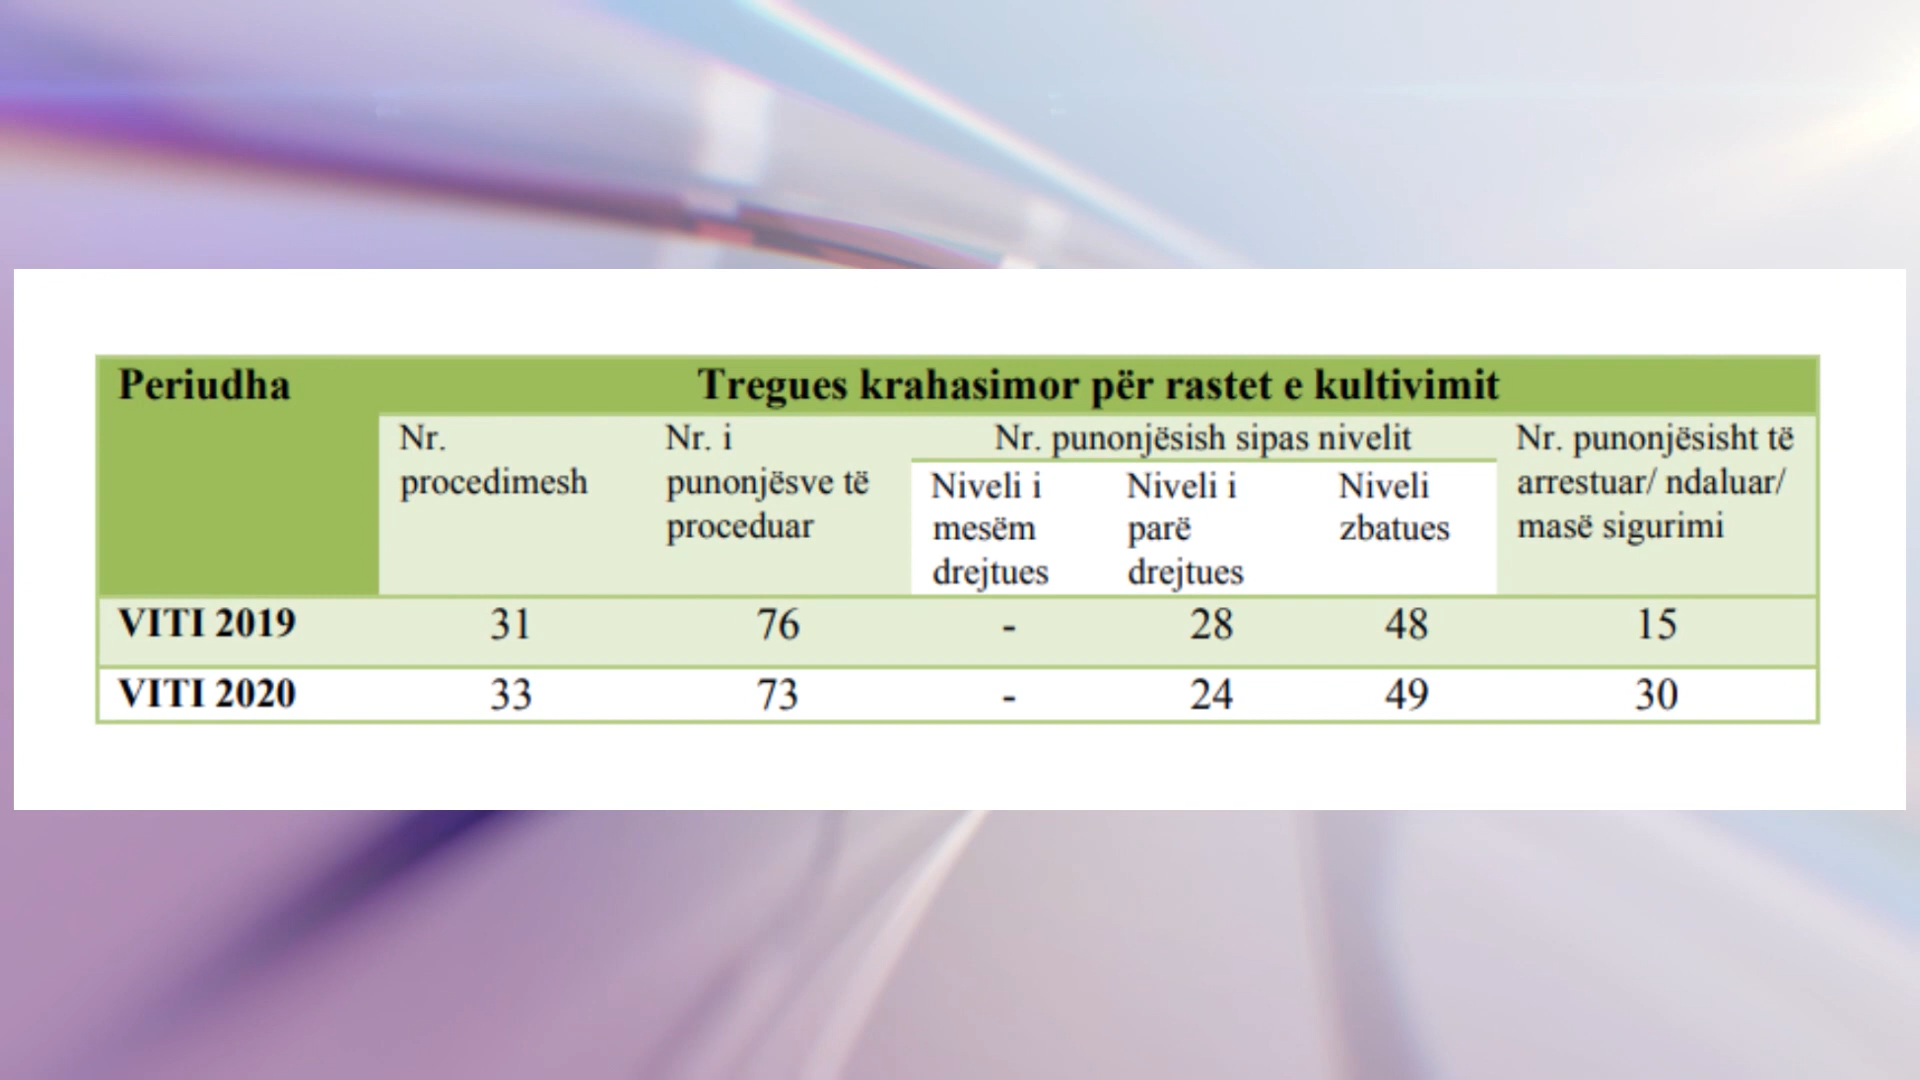 Periudha Tregues krahasimor për rastet e kultivimit
Nr. procedimesh
Nr. i punonjësve të proceduar
Nr. punonjësish sipas nivelit
Niveli i mesëm drejtues
Niveli i parë drejtues
Niveli zbatues
Nr. punonjësisht të arrestuar/ ndaluar/ masë sigurimi
VITI 2019 31 76 - 28 48 15
VITI 2020 33 73 - 24 49 30